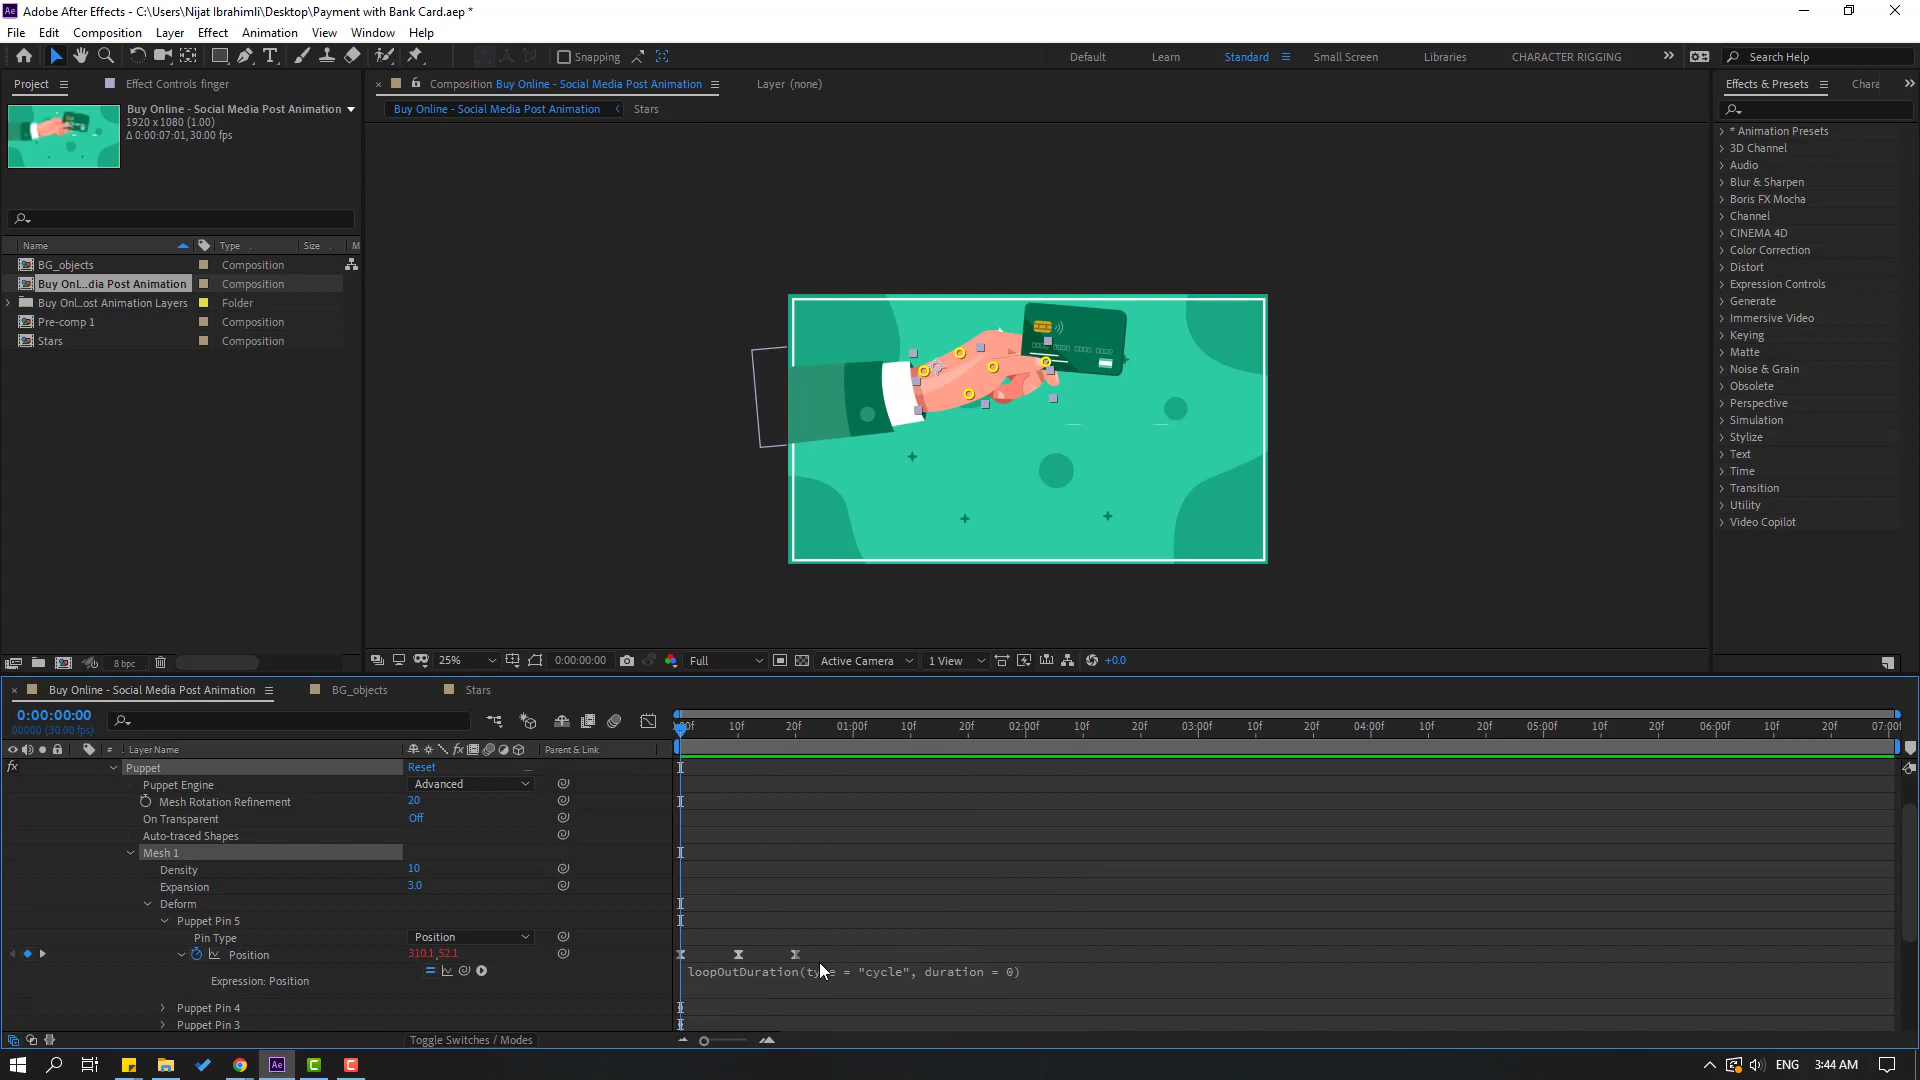 Adobe After Effects - C:\Users\Nijat Ibrahimli\Desktop\Payment with Bank Card.aep *
File Edit Composition Layer Effect Animation View Window Help
Snapping
Default Learn Standard Small Screen Libraries CHARACTER RIGGING Search Help
Project
Effect Controls finger
Buy Online - Social Media Post Animation
1920 x 1080 (1.00)
Δ 0:00:07:01, 30.00 fps
Name Type Size M
BG_objects Composition
Buy Onl...dia Post Animation Composition
Buy Onl...ost Animation Layers Folder
Pre-comp 1 Composition
Stars Composition
8 bpc
Composition Buy Online - Social Media Post Animation
Layer (none)
Buy Online - Social Media Post Animation Stars
25% 0:00:00:00 Full Active Camera 1 View +0.0
Effects & Presets Chara
* Animation Presets
3D Channel
Audio
Blur & Sharpen
Boris FX Mocha
Channel
CINEMA 4D
Color Correction
Distort
Expression Controls
Generate
Immersive Video
Keying
Matte
Noise & Grain
Obsolete
Perspective
Simulation
Stylize
Text
Time
Transition
Utility
Video Copilot
Buy Online - Social Media Post Animation BG_objects Stars
0:00:00:00
00000 (30.00 fps)
:00f 10f 20f 01:00f 10f 20f 02:00f 10f 20f 03:00f 10f 20f 04:00f 10f 20f 05:00f 10f 20f 06:00f 10f 20f 07:00f
# Layer Name Parent & Link
fx Puppet Reset
Puppet Engine Advanced
Mesh Rotation Refinement 20
On Transparent Off
Auto-traced Shapes
Mesh 1
Density 10
Expansion 3.0
Deform
Puppet Pin 5
Pin Type Position
Position 310.1,52.1
Expression: Position
loopOutDuration(type = "cycle", duration = 0)
Puppet Pin 4
Puppet Pin 3
Toggle Switches / Modes
ENG 3:44 AM